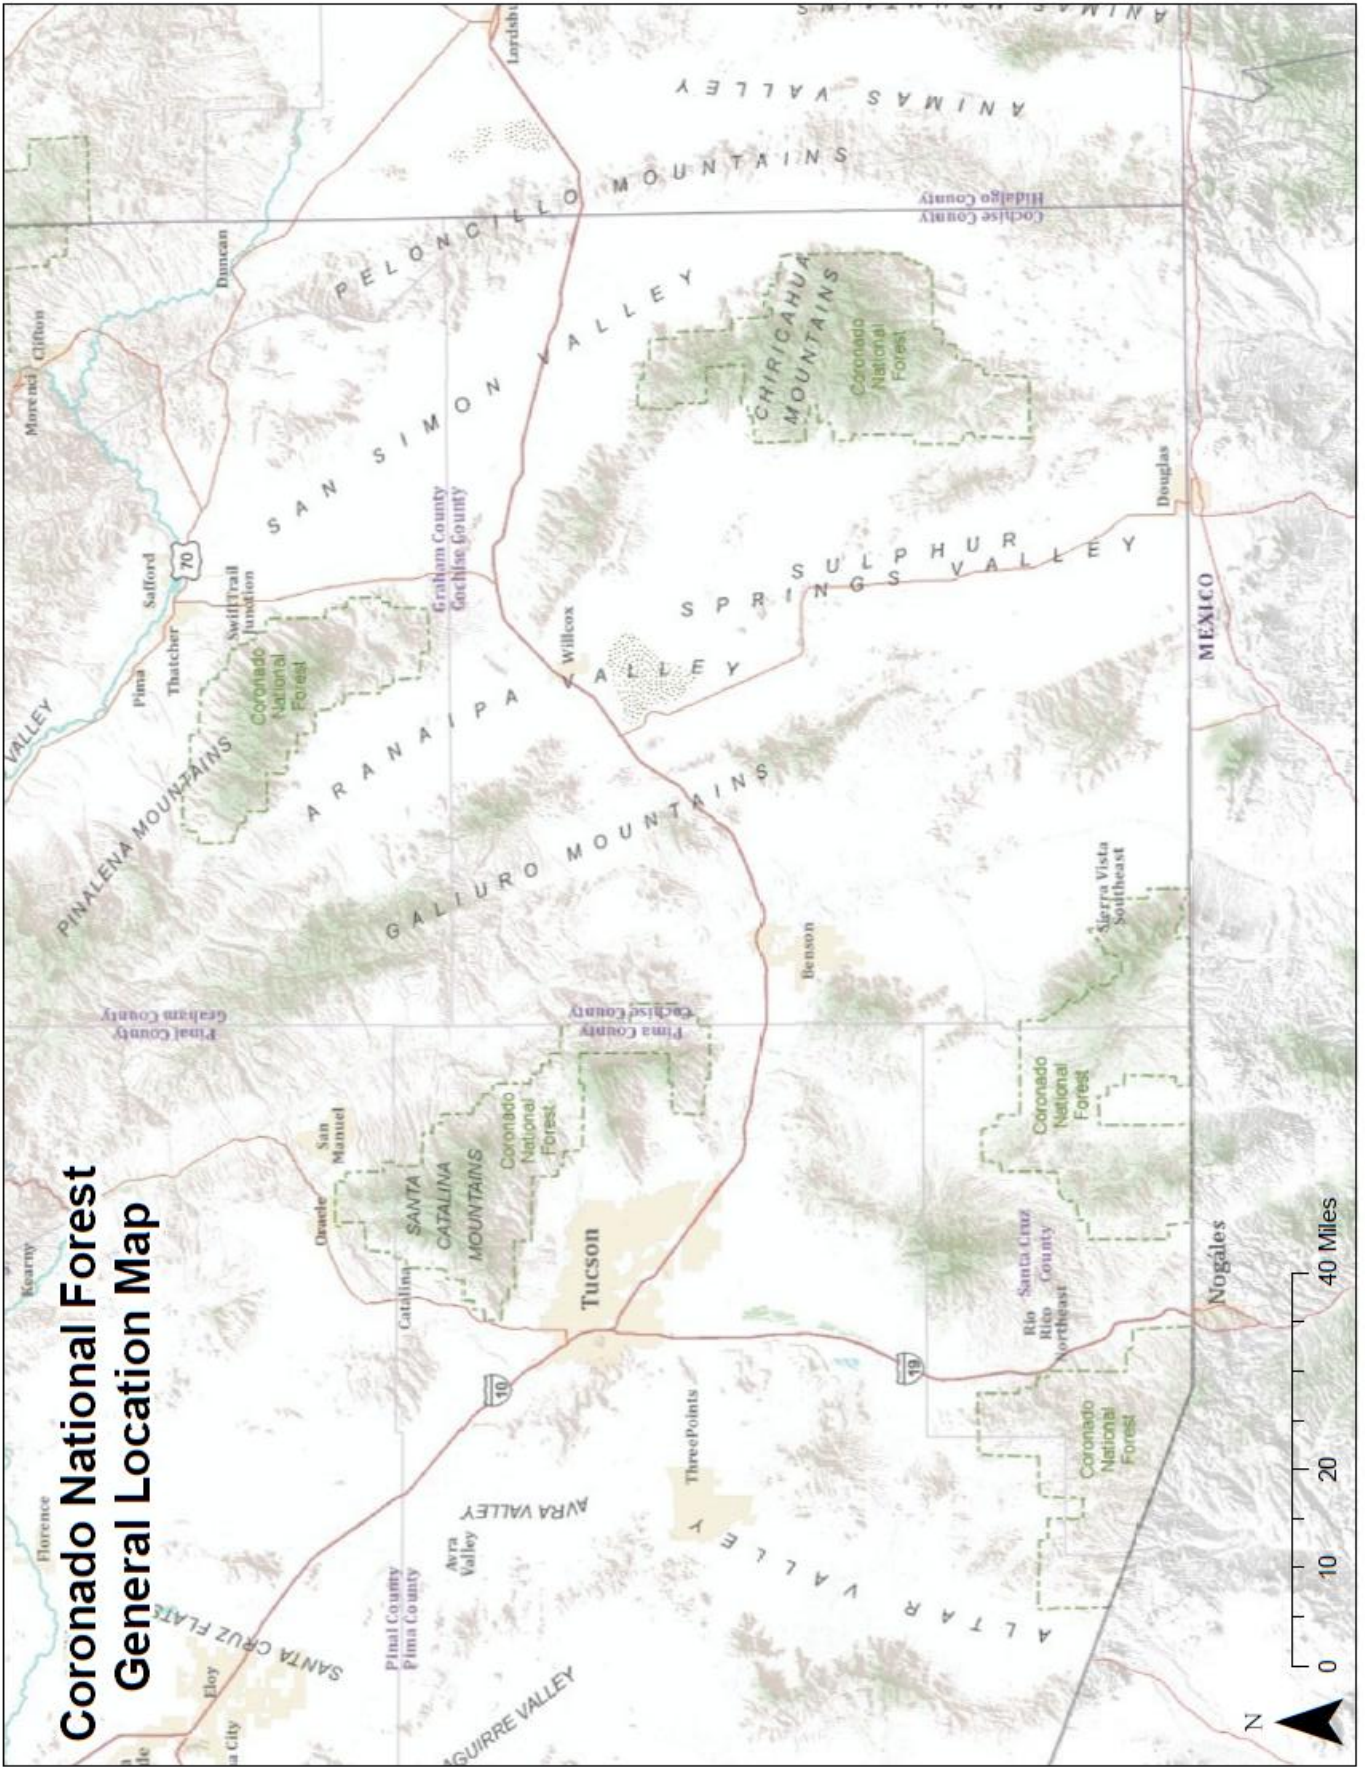 Coronado National Forest
General Location Map
Kearny
Florence
SANTA CRUZ FLATS
Eloy
a City
AGUIRRE VALLEY
Pinal County
Pima County
Avra
Valley
AVRA VALLEY
10
Catalina
Oracle
San
Manuel
SANTA
CATALINA
MOUNTAINS
Coronado
National
Forest
Tucson
ThreePoints
ALTAR VALLEY
19
Santa Cruz
County
Rio
Rico
Northeast
Coronado
National
Forest
Nogales
Coronado
National
Forest
Sierra Vista
Southeast
Benson
Pinal County
Graham County
Pima County
Cochise County
GALIURO MOUNTAINS
PINALENA MOUNTAINS
VALLEY
Pima
Thatcher
Safford
70
Swift Trail
Junction
Coronado
National
Forest
ARANAIPA VALLEY
Willcox
Graham County
Cochise County
SAN SIMON VALLEY
SULPHUR
SPRINGS VALLEY
Morenci
Clifton
Duncan
PELONCILLO MOUNTAINS
CHIRICAHUA
MOUNTAINS
Coronado
National
Forest
Douglas
MEXICO
Cochise County
Hidalgo County
ANIMAS VALLEY
ANIMAS MOUNTAINS
N
0 10 20 40 Miles